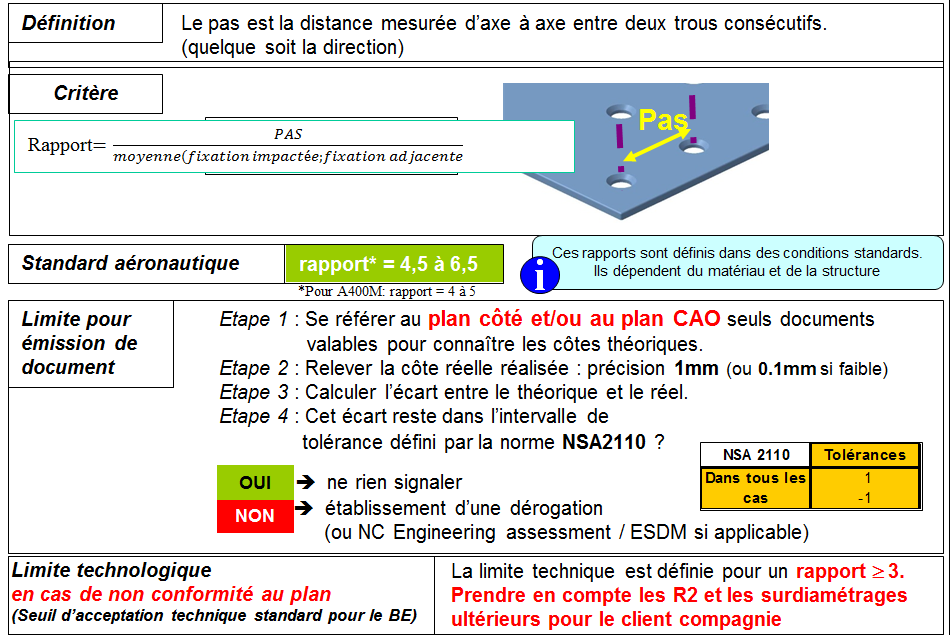 Définition
Le pas est la distance mesurée d’axe à axe entre deux trous consécutifs.
(quelque soit la direction)
Critère
Rapport= PAS / moyenne(fixation impactée;fixation adjacente
Pas
Standard aéronautique
rapport* = 4,5 à 6,5
*Pour A400M: rapport = 4 à 5
i
Ces rapports sont définis dans des conditions standards.
Ils dépendent du matériau et de la structure
Limite pour
émission de
document
Etape 1 : Se référer au plan côté et/ou au plan CAO seuls documents
valables pour connaître les côtes théoriques.
Etape 2 : Relever la côte réelle réalisée : précision 1mm (ou 0.1mm si faible)
Etape 3 : Calculer l’écart entre le théorique et le réel.
Etape 4 : Cet écart reste dans l’intervalle de
tolérance défini par la norme NSA2110 ?
OUI ➔ ne rien signaler
NON ➔ établissement d’une dérogation
(ou NC Engineering assessment / ESDM si applicable)
NSA 2110 Tolérances
Dans tous les 1
cas -1
Limite technologique
en cas de non conformité au plan
(Seuil d’acceptation technique standard pour le BE)
La limite technique est définie pour un rapport ≥ 3.
Prendre en compte les R2 et les surdiamétrages
ultérieurs pour le client compagnie